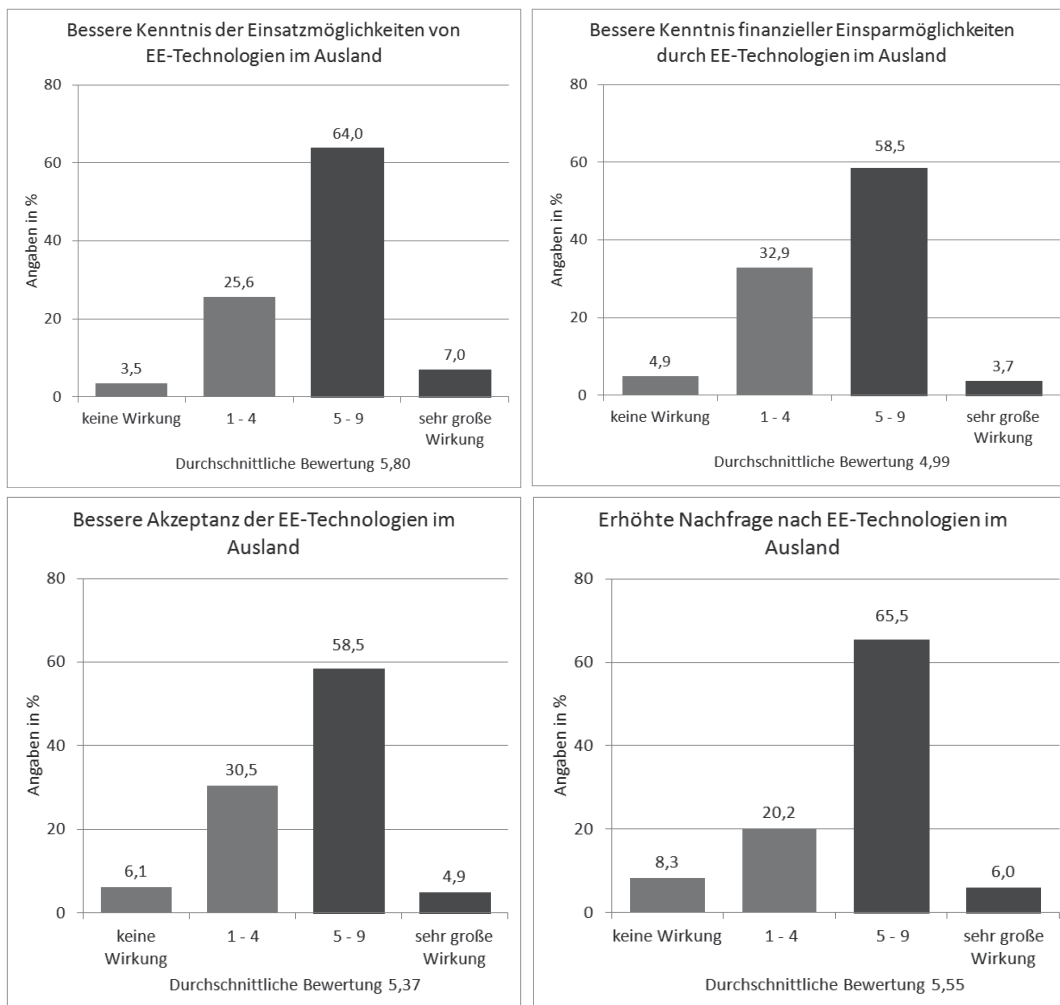 Bessere Kenntnis der Einsatzmöglichkeiten von
EE-Technologien im Ausland
Angaben in %
80
60
40
20
0
3,5
25,6
64,0
7,0
keine Wirkung
1 - 4
5 - 9
sehr große
Wirkung
Durchschnittliche Bewertung 5,80
Bessere Kenntnis finanzieller Einsparmöglichkeiten
durch EE-Technologien im Ausland
Angaben in %
80
60
40
20
0
4,9
32,9
58,5
3,7
keine Wirkung
1 - 4
5 - 9
sehr große
Wirkung
Durchschnittliche Bewertung 4,99
Bessere Akzeptanz der EE-Technologien im
Ausland
Angaben in %
80
60
40
20
0
6,1
30,5
58,5
4,9
keine
Wirkung
1 - 4
5 - 9
sehr große
Wirkung
Durchschnittliche Bewertung 5,37
Erhöhte Nachfrage nach EE-Technologien im
Ausland
Angaben in %
80
60
40
20
0
8,3
20,2
65,5
6,0
keine Wirkung
1 - 4
5 - 9
sehr große
Wirkung
Durchschnittliche Bewertung 5,55